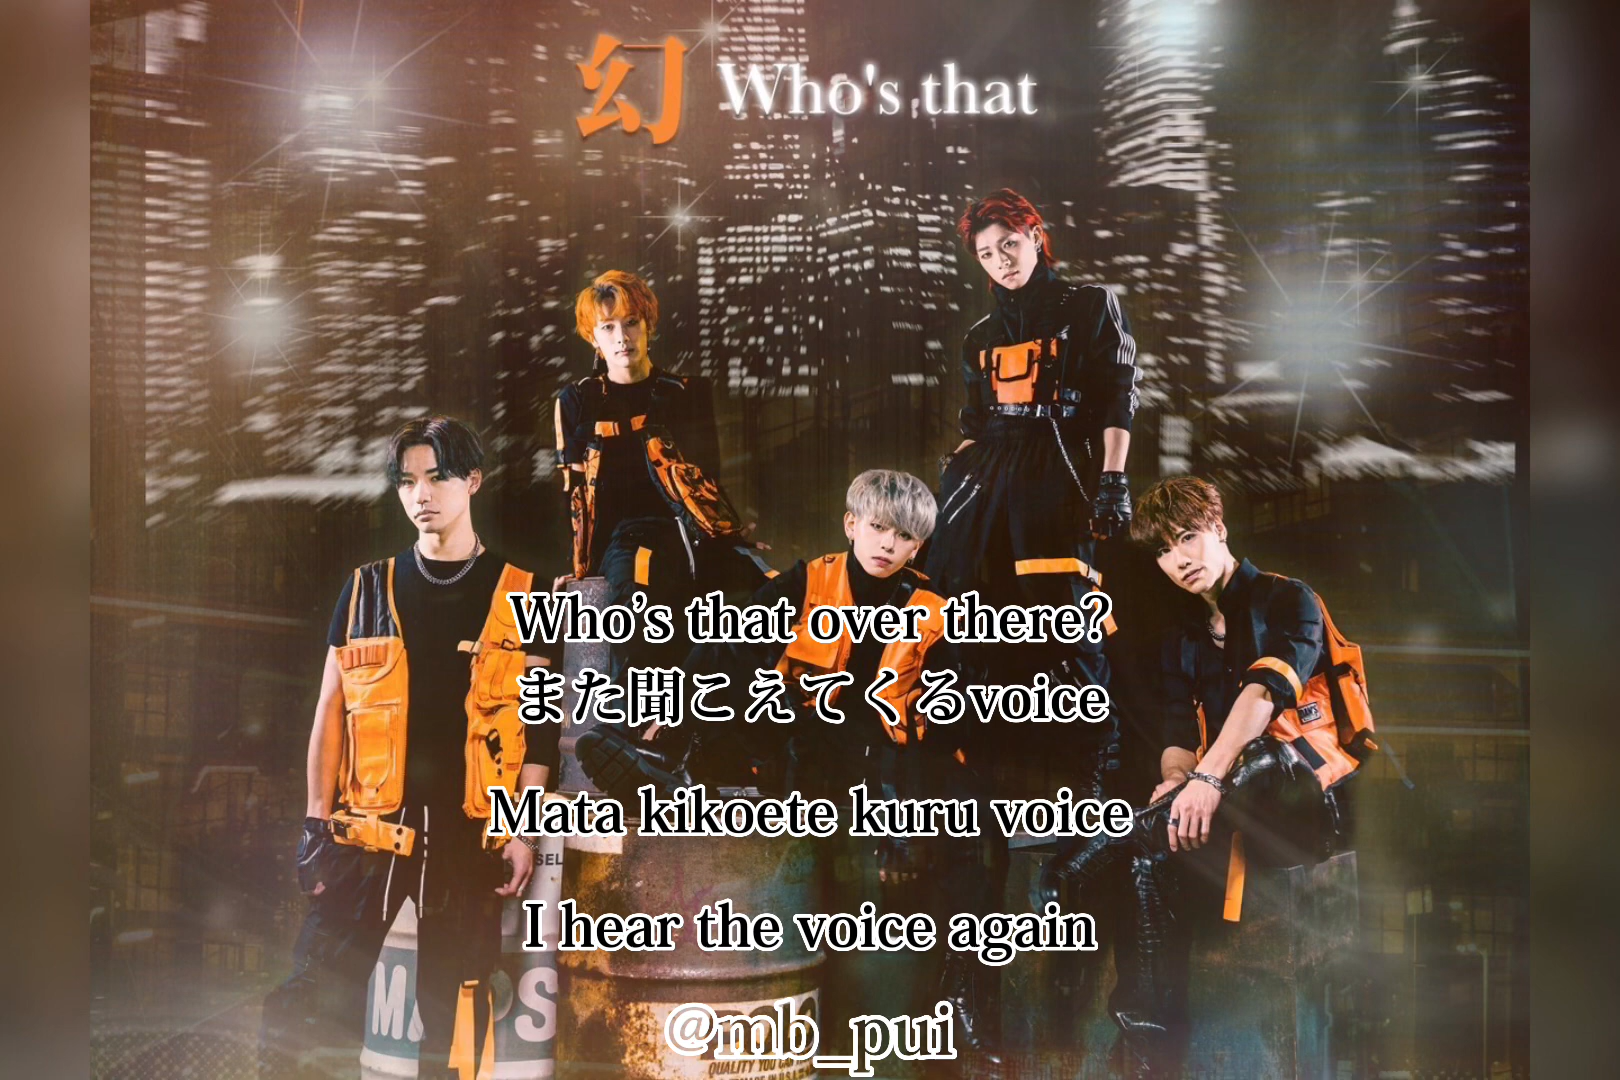 幻 Who's that
Who’s that over there?
また聞こえてくるvoice
Mata kikoete kuru voice
SEL
I hear the voice again
@mb_pui